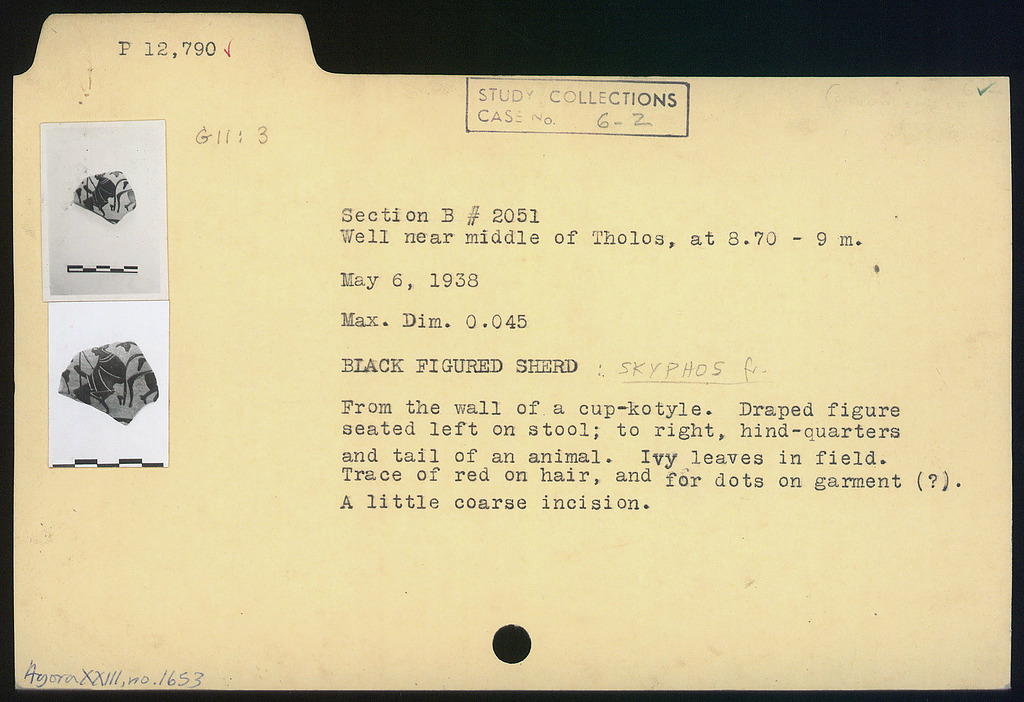 P 12,790 √
STUDY COLLECTIONS
CASE No. 6-2
G11:3
Section B # 2051
Well near middle of Tholos, at 8.70 - 9 m.
May 6, 1938
Max. Dim. 0.045
BLACK FIGURED SHERD : SKYPHOS fr.
From the wall of a cup-kotyle. Draped figure
seated left on stool; to right, hind-quarters
and tail of an animal. Ivy leaves in field.
Trace of red on hair, and for dots on garment (?).
A little coarse incision.
Agora XXIII, no. 1653